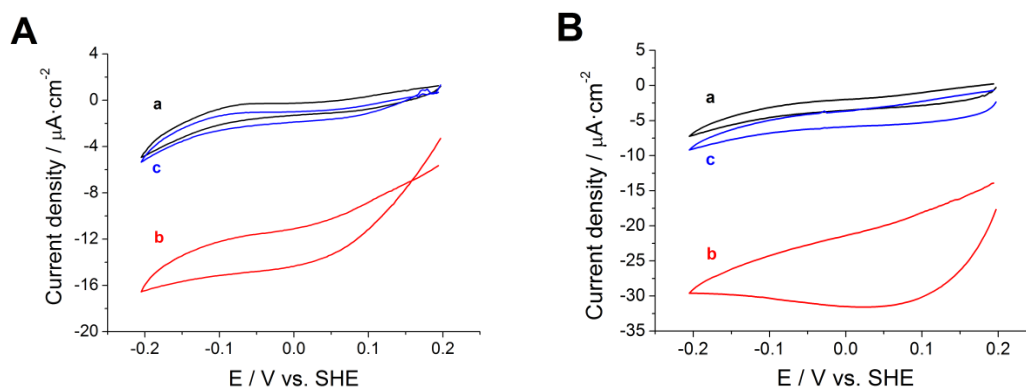 A
4
0
-4
-8
-12
-16
-20
Current density / μA·cm⁻²
a
c
b
-0.2
-0.1
0.0
0.1
0.2
E / V vs. SHE
B
5
0
-5
-10
-15
-20
-25
-30
-35
Current density / μA·cm⁻²
a
c
b
-0.2
-0.1
0.0
0.1
0.2
E / V vs. SHE